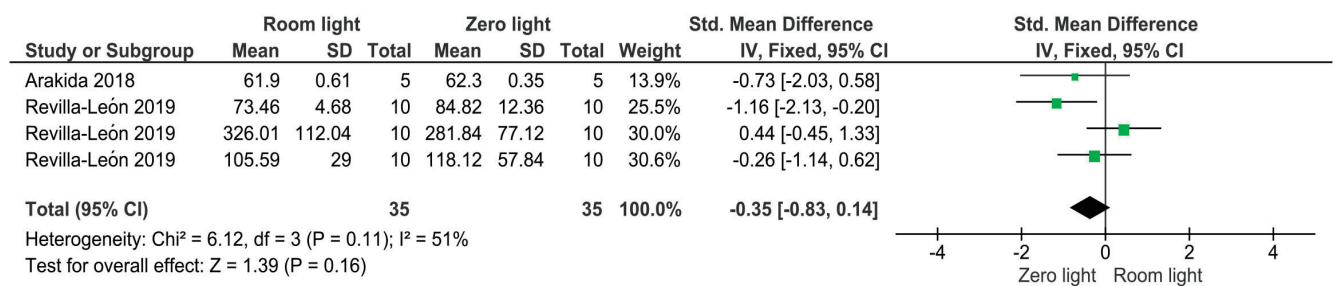 Room light Zero light Std. Mean Difference Std. Mean Difference
Study or Subgroup Mean SD Total Mean SD Total Weight IV, Fixed, 95% CI IV, Fixed, 95% CI
Arakida 2018 61.9 0.61 5 62.3 0.35 5 13.9% -0.73 [-2.03, 0.58]
Revilla-León 2019 73.46 4.68 10 84.82 12.36 10 25.5% -1.16 [-2.13, -0.20]
Revilla-León 2019 326.01 112.04 10 281.84 77.12 10 30.0% 0.44 [-0.45, 1.33]
Revilla-León 2019 105.59 29 10 118.12 57.84 10 30.6% -0.26 [-1.14, 0.62]
Total (95% CI) 35 35 100.0% -0.35 [-0.83, 0.14]
Heterogeneity: Chi² = 6.12, df = 3 (P = 0.11); I² = 51%
Test for overall effect: Z = 1.39 (P = 0.16)
-4 -2 0 2 4
Zero light Room light